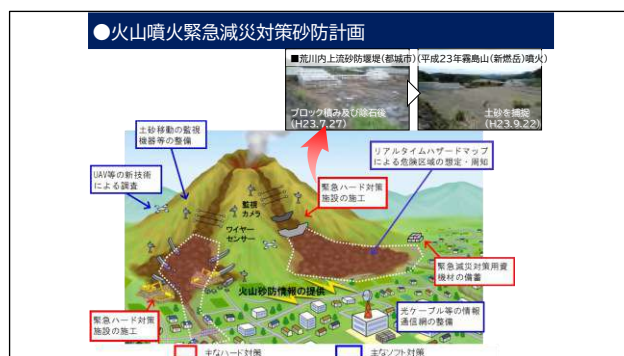 ●火山噴火緊急減災対策砂防計画
■荒川内上流砂防堰堤(都城市)(平成23年霧島山(新燃岳)噴火)
ブロック積み及び除石後
(H23.7.27)
土砂を捕捉
(H23.9.22)
土砂移動の監視
機器等の整備
リアルタイムハザードマップ
による危険区域の想定・周知
UAV等の新技術
による調査
緊急ハード対策
施設の施工
監視
カメラ
ワイヤー
センサー
緊急減災対策用資
機材の備蓄
火山砂防情報の提供
緊急ハード対策
施設の施工
光ケーブル等の情報
通信網の整備
主なハード対策
主なソフト対策